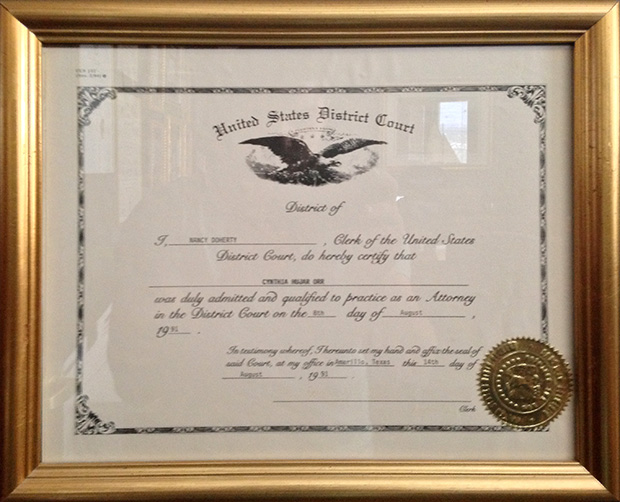 United States District Court
District of
I, NANCY DOHERTY , Clerk of the United States
District Court, do hereby certify that
CYNTHIA HUJAR ORR
was duly admitted and qualified to practice as an Attorney
in the District Court on the 8th day of August ,
1991 .
In testimony whereof, I hereunto set my hand and affix the seal of
said Court, at my office in Amarillo, Texas this 14th day of
August , 1991 .
Clerk